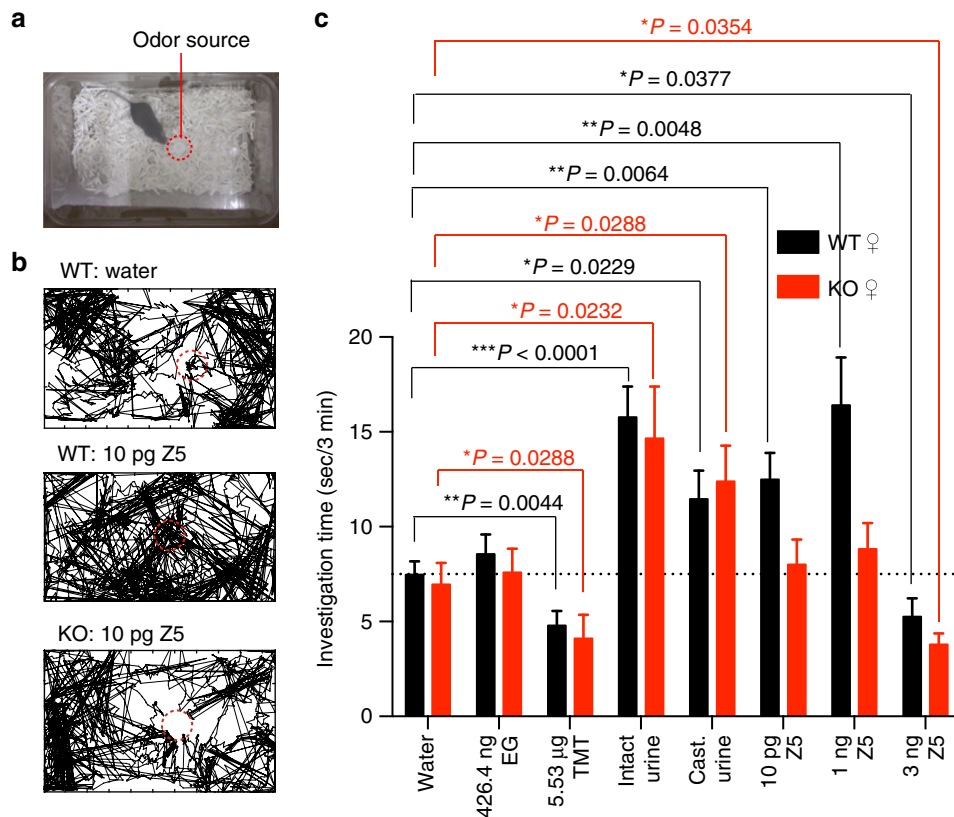 a
Odor source
b
WT: water
WT: 10 pg Z5
KO: 10 pg Z5
c
*P = 0.0354
*P = 0.0377
**P = 0.0048
**P = 0.0064
*P = 0.0288
*P = 0.0229
*P = 0.0232
***P < 0.0001
*P = 0.0288
**P = 0.0044
WT ♀
KO ♀
Investigation time (sec/3 min)
20
15
10
5
0
Water
426.4 ng
EG
5.53 µg
TMT
Intact
urine
Cast.
urine
10 pg
Z5
1 ng
Z5
3 ng
Z5